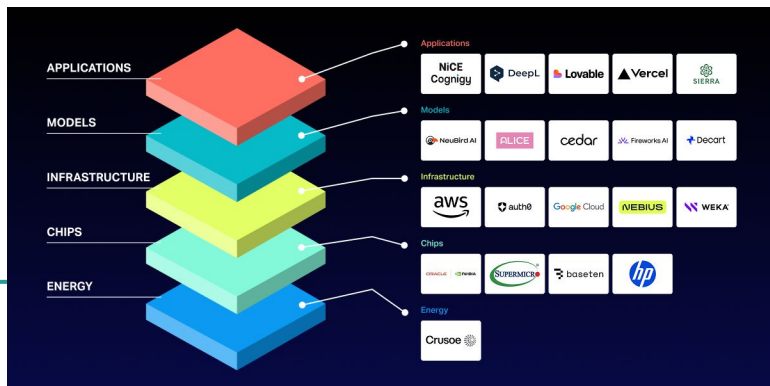 APPLICATIONS
MODELS
INFRASTRUCTURE
CHIPS
ENERGY
Applications
NiCE
Cognigy
DeepL
Lovable
Vercel
SIERRA
Models
NeuBird AI
ALICE
cedar
Fireworks AI
Decart
Infrastructure
aws
auth0
Google Cloud
NEBIUS
WEKA
Chips
ORACLE
NVIDIA
SUPERMICRO
baseten
hp
Energy
Crusoe